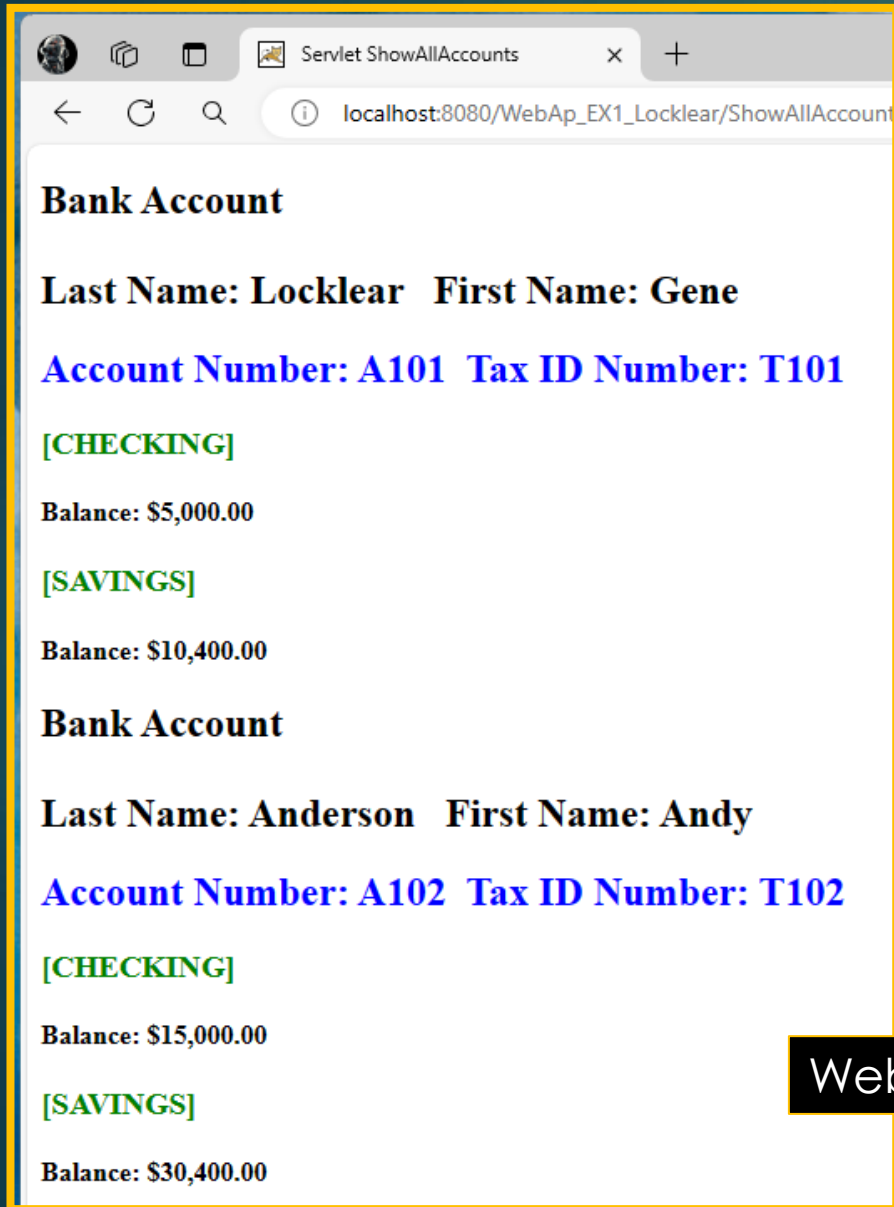 Servlet ShowAllAccounts
localhost:8080/WebAp_EX1_Locklear/ShowAllAccount
Bank Account
Last Name: Locklear First Name: Gene
Account Number: A101 Tax ID Number: T101
[CHECKING]
Balance: $5,000.00
[SAVINGS]
Balance: $10,400.00
Bank Account
Last Name: Anderson First Name: Andy
Account Number: A102 Tax ID Number: T102
[CHECKING]
Balance: $15,000.00
Web
[SAVINGS]
Balance: $30,400.00